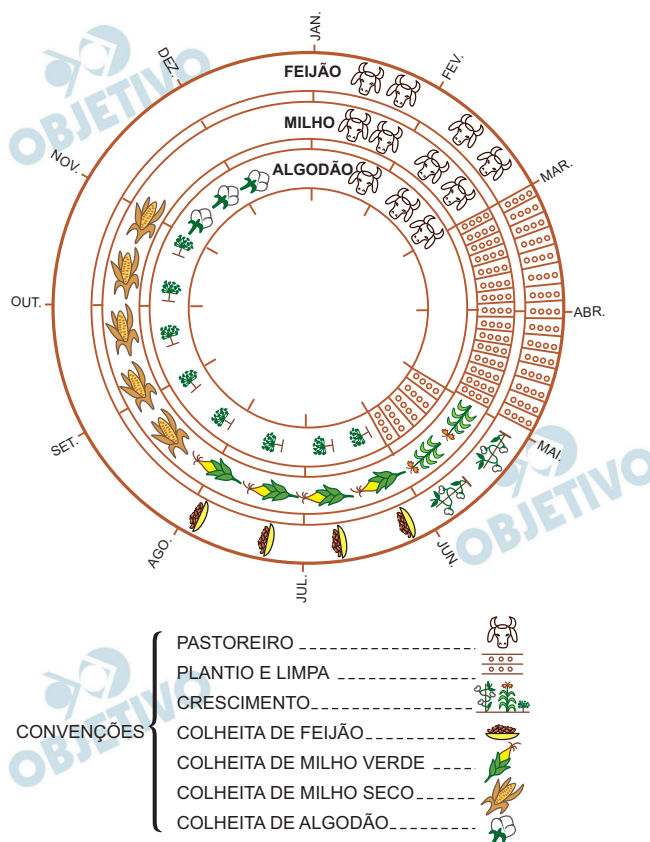 JAN.
FEV.
MAR.
ABR.
MAI.
JUN.
JUL.
AGO.
SET.
OUT.
NOV.
DEZ.
FEIJÃO
MILHO
ALGODÃO
OBJETIVO
OBJETIVO
OBJETIVO
CONVENÇÕES
PASTOREIRO
PLANTIO E LIMPA
CRESCIMENTO
COLHEITA DE FEIJÃO
COLHEITA DE MILHO VERDE
COLHEITA DE MILHO SECO
COLHEITA DE ALGODÃO